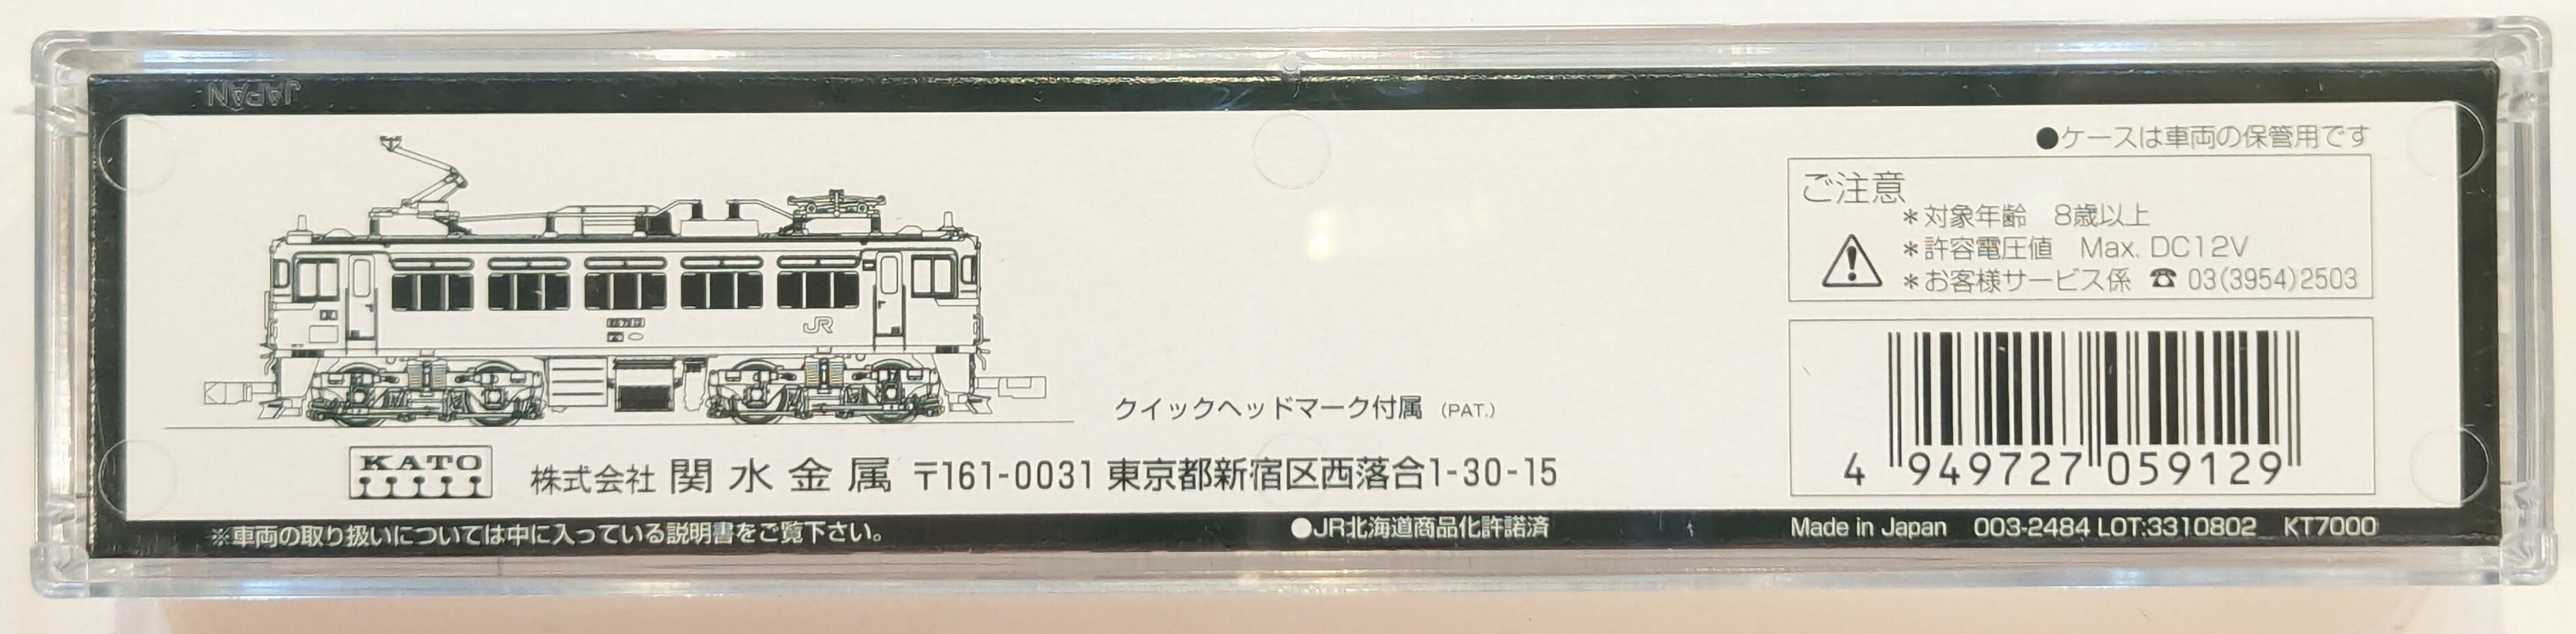 JAPAN
●ケースは車両の保管用です
ご注意
＊対象年齢　8歳以上
＊許容電圧値　Max. DC12V
＊お客様サービス係 ☎ 03(3954)2503
JR
クイックヘッドマーク付属 (PAT.)
KATO
株式会社 関水金属 〒161-0031 東京都新宿区西落合1-30-15
4 949727 059129
※車両の取り扱いについては中に入っている説明書をご覧下さい。
●JR北海道商品化許諾済
Made in Japan 003-2484 LOT:3310802 KT7000